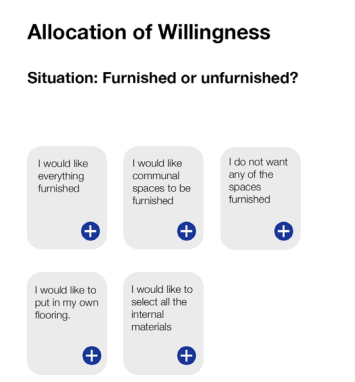 Allocation of Willingness
Situation: Furnished or unfurnished?
I would like
everything
furnished
I would like
communal
spaces to be
furnished
I do not want
any of the
spaces
furnished
I would like to
put in my own
flooring.
I would like to
select all the
internal
materials